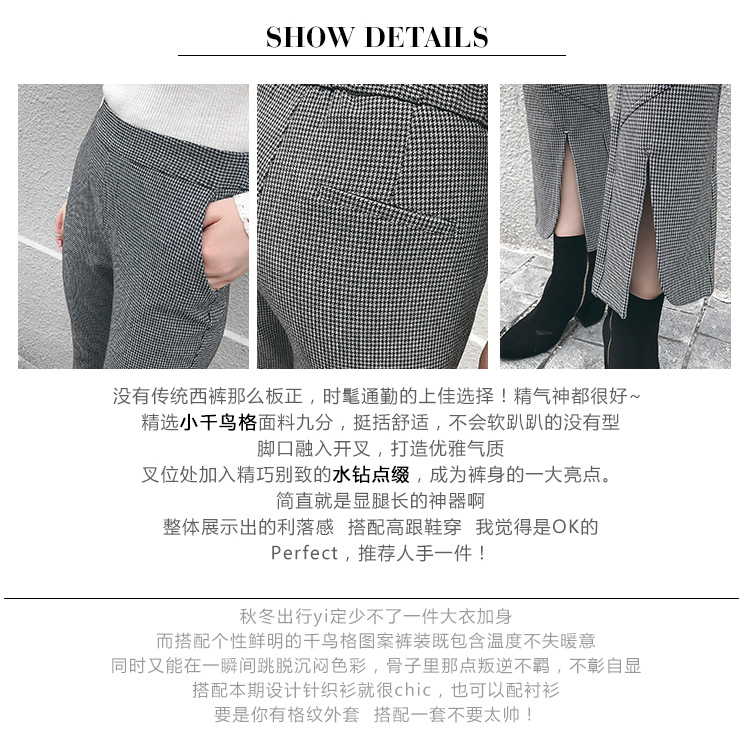 SHOW DETAILS
没有传统西裤那么板正，时髦通勤的上佳选择！精气神都很好~
精选小千鸟格面料九分，挺括舒适，不会软趴趴的没有型
脚口融入开叉，打造优雅气质
叉位处加入精巧别致的水钻点缀，成为裤身的一大亮点。
简直就是显腿长的神器啊
整体展示出的利落感 搭配高跟鞋穿 我觉得是OK的
Perfect，推荐人手一件！
秋冬出行yi定少不了一件大衣加身
而搭配个性鲜明的千鸟格图案裤装既包含温度不失暖意
同时又能在一瞬间跳脱沉闷色彩，骨子里那点叛逆不羁，不彰自显
搭配本期设计针织衫就很chic，也可以配衬衫
要是你有格纹外套 搭配一套不要太帅！